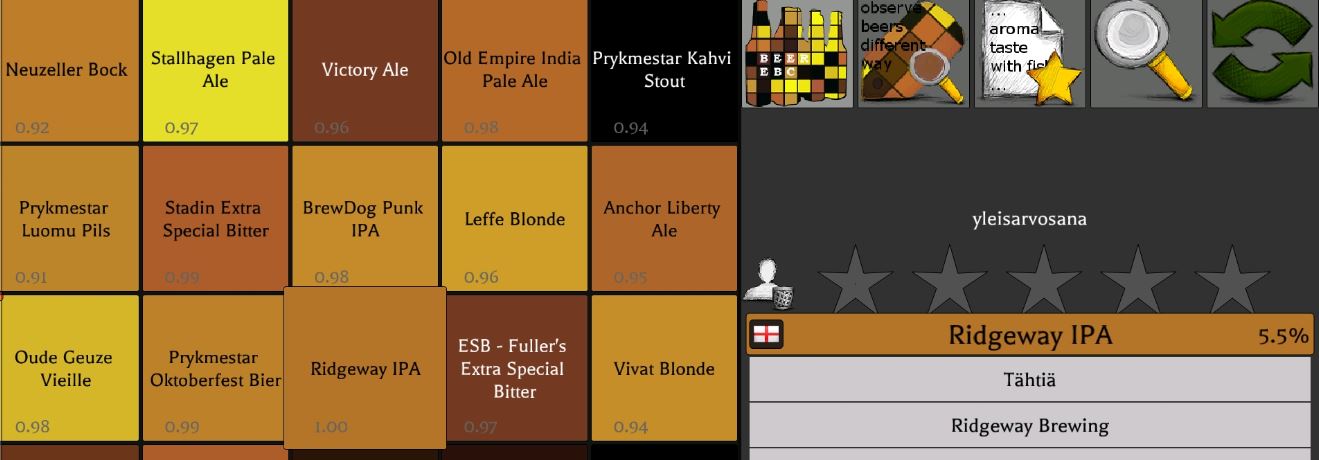 Neuzeller Bock
0.92
Stallhagen Pale
Ale
0.97
Victory Ale
0.96
Old Empire India
Pale Ale
0.98
Prykmestar Kahvi
Stout
0.94
Prykmestar
Luomu Pils
0.91
Stadin Extra
Special Bitter
0.99
BrewDog Punk
IPA
0.98
Leffe Blonde
0.96
Anchor Liberty
Ale
0.95
Oude Geuze
Vieille
0.98
Prykmestar
Oktoberfest Bier
0.99
Ridgeway IPA
1.00
ESB - Fuller's
Extra Special
Bitter
0.97
Vivat Blonde
0.94
BEER
EBC
observe
beers
different
way
...
aroma
taste
with
...
yleisarvosana
Ridgeway IPA
5.5%
Tähtiä
Ridgeway Brewing